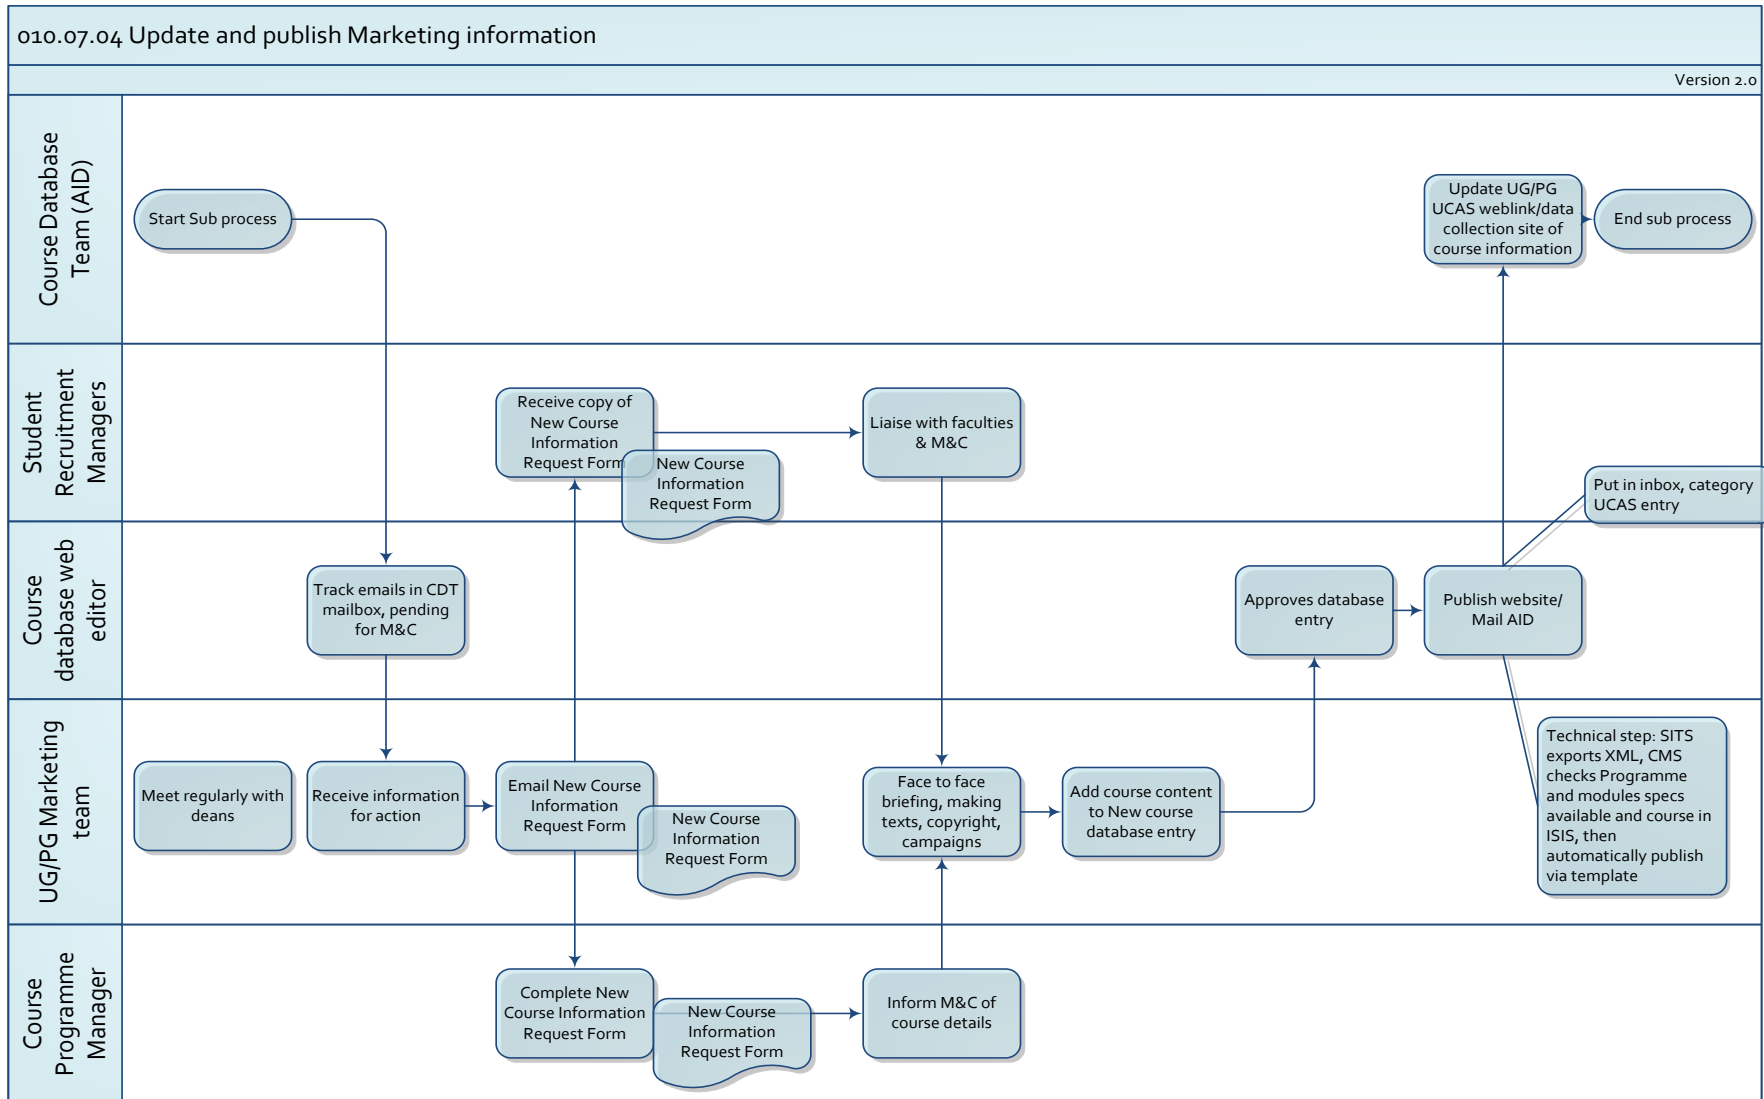 010.07.04 Update and publish Marketing information
Version 2.0
Course Database
Team (AID)
Start Sub process
Update UG/PG
UCAS weblink/data
collection site of
course information
End sub process
Student
Recruitment
Managers
Receive copy of
New Course
Information
Request Form
New Course
Information
Request Form
Liaise with faculties
& M&C
Put in inbox, category
UCAS entry
Course
database web
editor
Track emails in CDT
mailbox, pending
for M&C
Approves database
entry
Publish website/
Mail AID
UG/PG Marketing
team
Meet regularly with
deans
Receive information
for action
Email New Course
Information
Request Form
New Course
Information
Request Form
Face to face
briefing, making
texts, copyright,
campaigns
Add course content
to New course
database entry
Technical step: SITS
exports XML, CMS
checks Programme
and modules specs
available and course in
ISIS, then
automatically publish
via template
Course
Programme
Manager
Complete New
Course Information
Request Form
New Course
Information
Request Form
Inform M&C of
course details